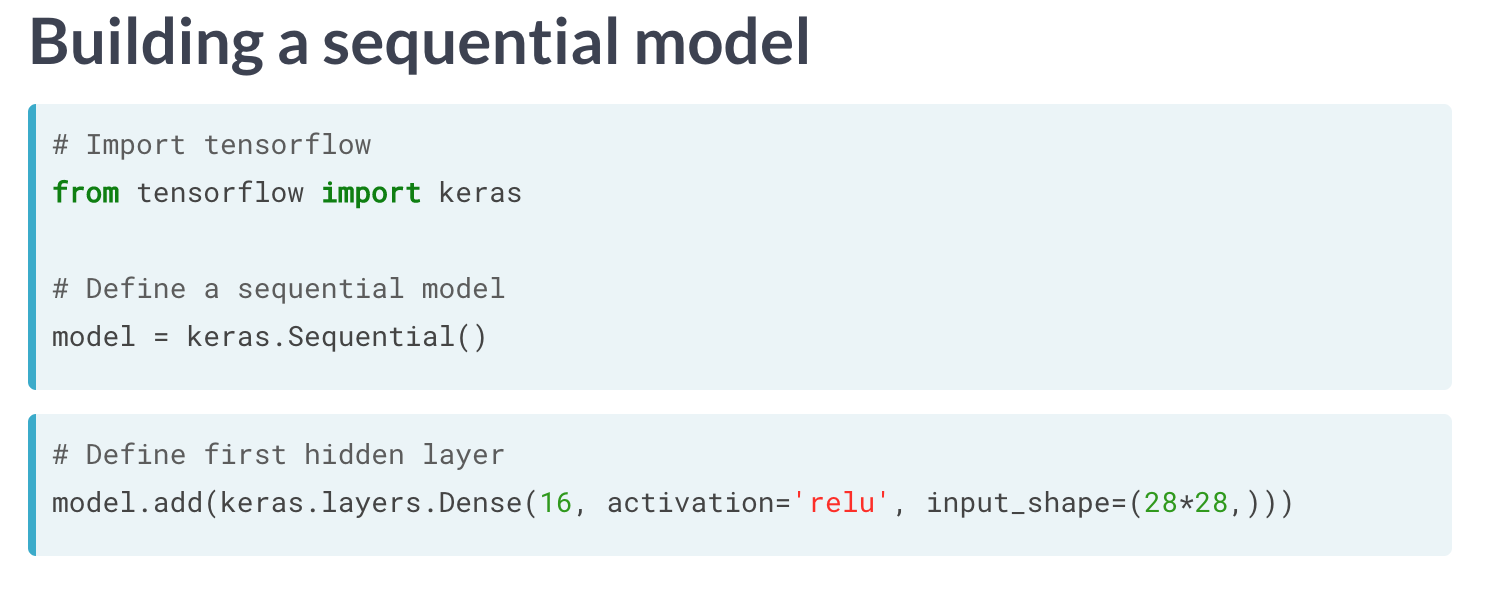 Building a sequential model
# Import tensorflow
from tensorflow import keras
# Define a sequential model
model = keras.Sequential()
# Define first hidden layer
model.add(keras.layers.Dense(16, activation='relu', input_shape=(28*28,)))